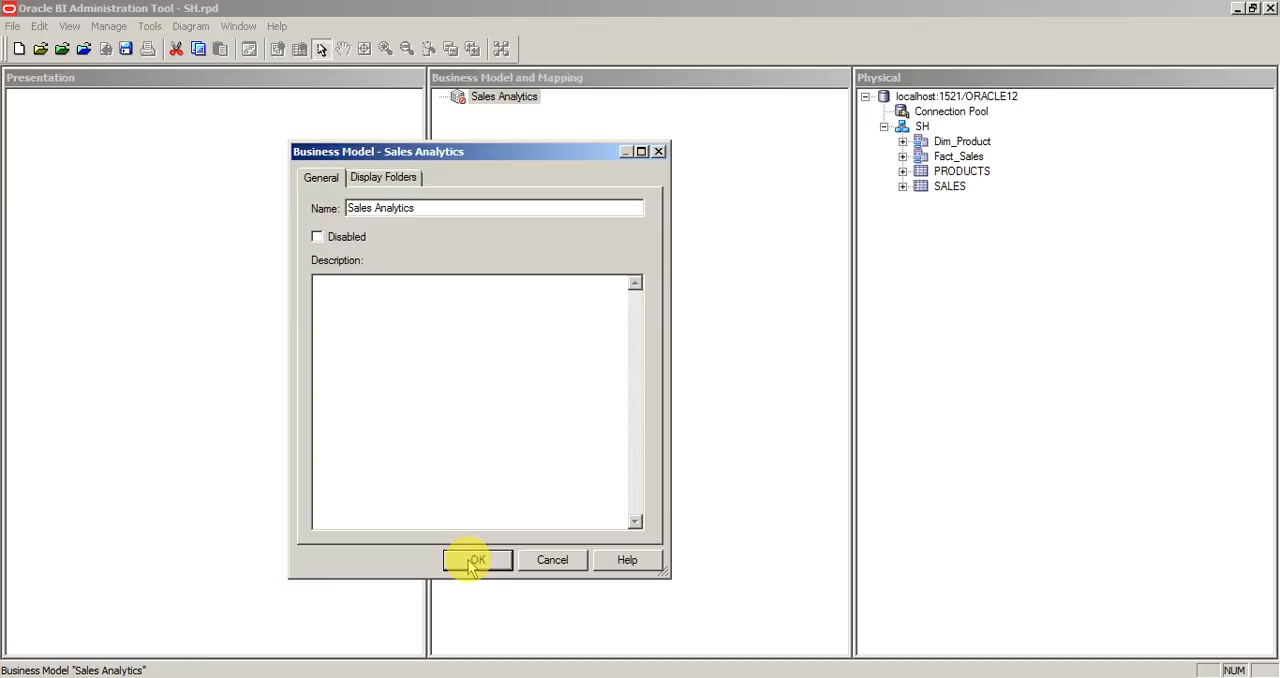 Oracle BI Administration Tool - SH.rpd
File Edit View Manage Tools Diagram Window Help
Presentation
Business Model and Mapping
Physical
Sales Analytics
localhost:1521/ORACLE12
Connection Pool
SH
Dim_Product
Fact_Sales
PRODUCTS
SALES
Business Model - Sales Analytics
General Display Folders
Name: Sales Analytics
Disabled
Description:
OK Cancel Help
Business Model "Sales Analytics"
NUM